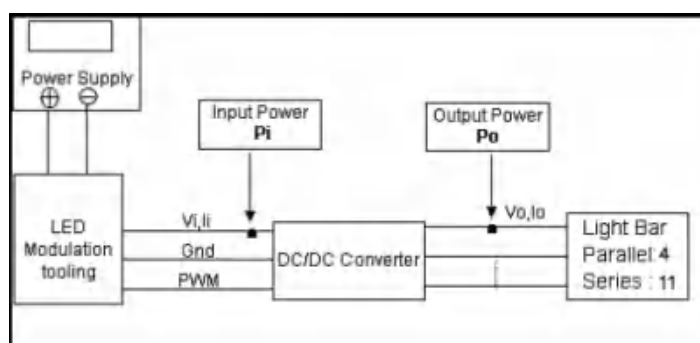 Power Supply
Input Power
Pi
Output Power
Po
LED
Modulation
tooling
Vi,Ii
Gnd
PWM
DC/DC Converter
Vo,Io
Light Bar
Parallel: 4
Series : 11